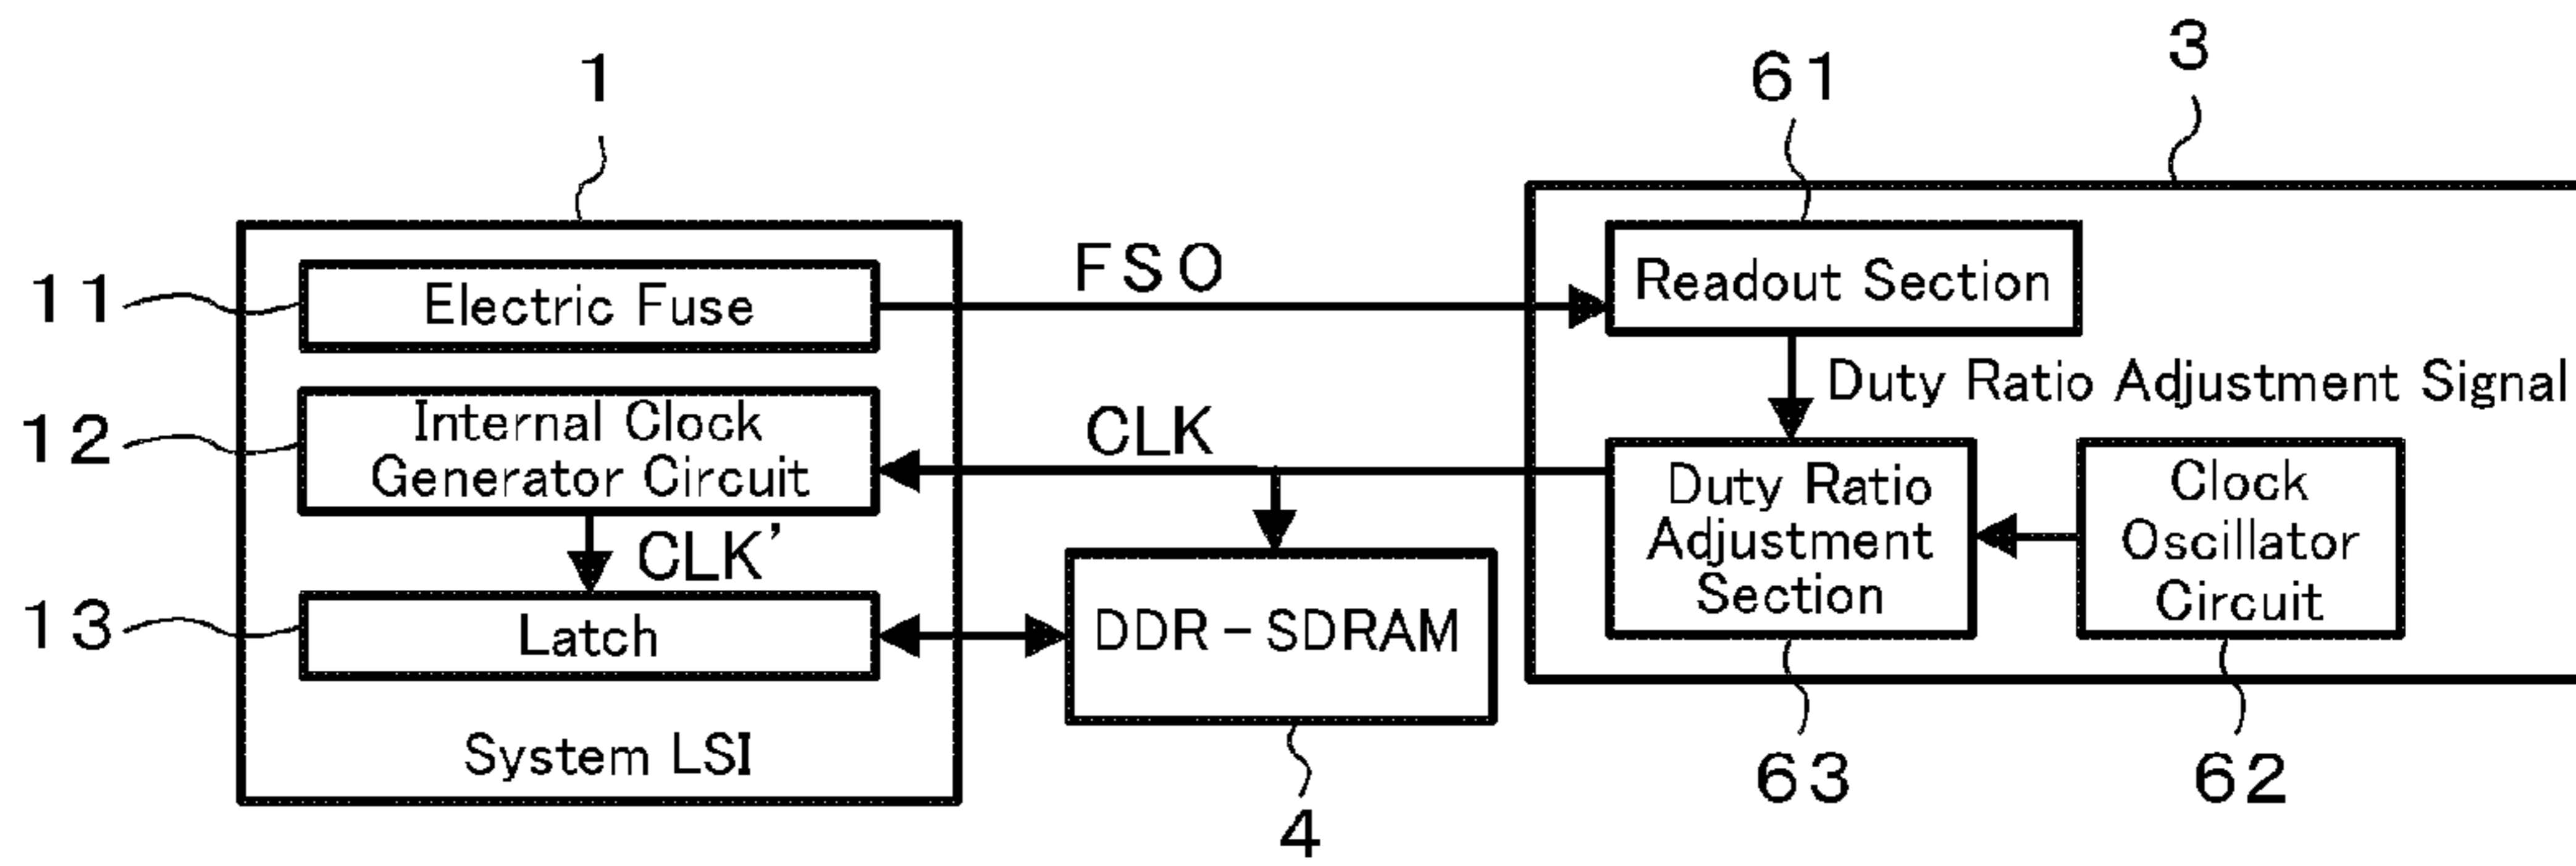 1
61
3
FSO
Readout Section
11
Electric Fuse
Duty Ratio Adjustment Signal
CLK
12
Internal Clock
Generator Circuit
Duty Ratio
Adjustment
Section
Clock
Oscillator
Circuit
CLK'
13
Latch
DDR-SDRAM
System LSI
63
62
4